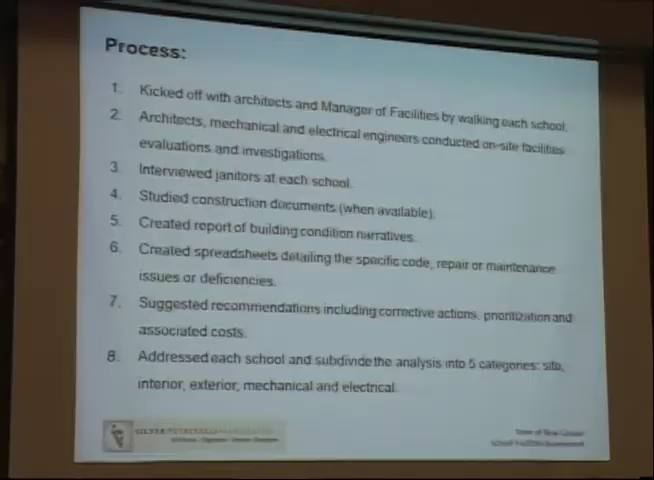 Process:
1. Kicked off with architects and Manager of Facilities by walking each school.
2. Architects, mechanical and electrical engineers conducted on-site facilities
evaluations and investigations.
3. Interviewed janitors at each school.
4. Studied construction documents (when available).
5. Created report of building condition narratives.
6. Created spreadsheets detailing the specific code, repair or maintenance
issues or deficiencies.
7. Suggested recommendations including corrective actions, prioritization and
associated costs.
8. Addressed each school and subdivide the analysis into 5 categories: site,
interior, exterior, mechanical and electrical.
SILVER
Town of New